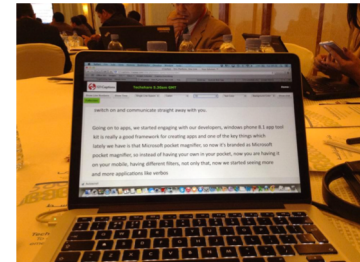 switch on and communicate straight away with you.
Going on to apps, we started engaging with our developers, windows phone 8.1 app tool
kit is really a good framework for creating apps and one of the key things which
lately we have is that Microsoft pocket magnifier, so now it's branded as Microsoft
pocket magnifier, so instead of having your own in your pocket, now you are having it
on your mobile, having different filters, not only that, now we started seeing more
and more applications like verbes